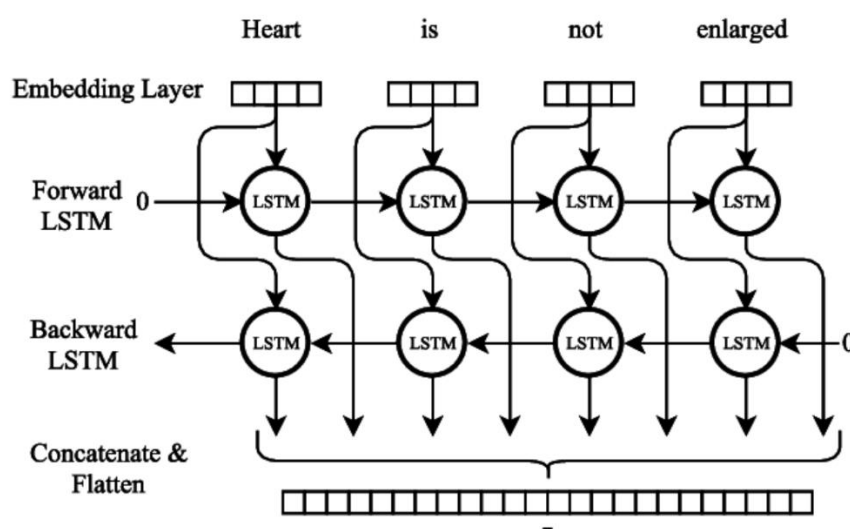 Heart is not enlarged
Embedding Layer
Forward
LSTM
0
LSTM LSTM LSTM LSTM
Backward
LSTM
LSTM LSTM LSTM LSTM
0
Concatenate &
Flatten